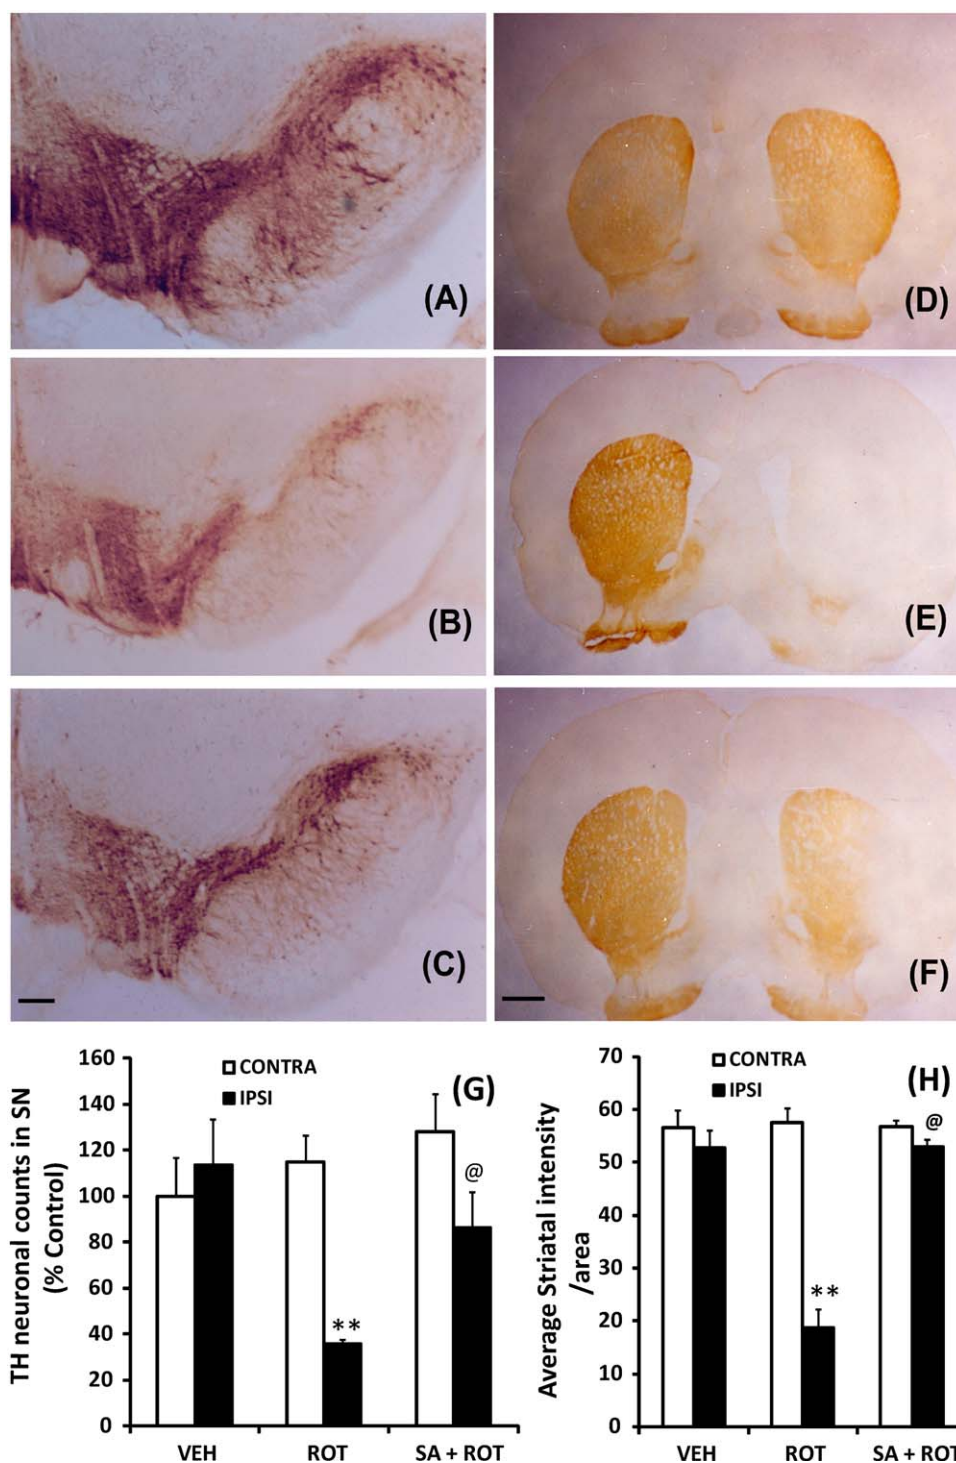 (A)
(D)
(B)
(E)
(C)
(F)
TH neuronal counts in SN
(% Control)
160
140
120
100
80
60
40
20
0
CONTRA
IPSI
(G)
@
**
VEH ROT SA + ROT
Average Striatal intensity
/area
70
60
50
40
30
20
10
0
CONTRA
IPSI
(H)
@
**
VEH ROT SA + ROT